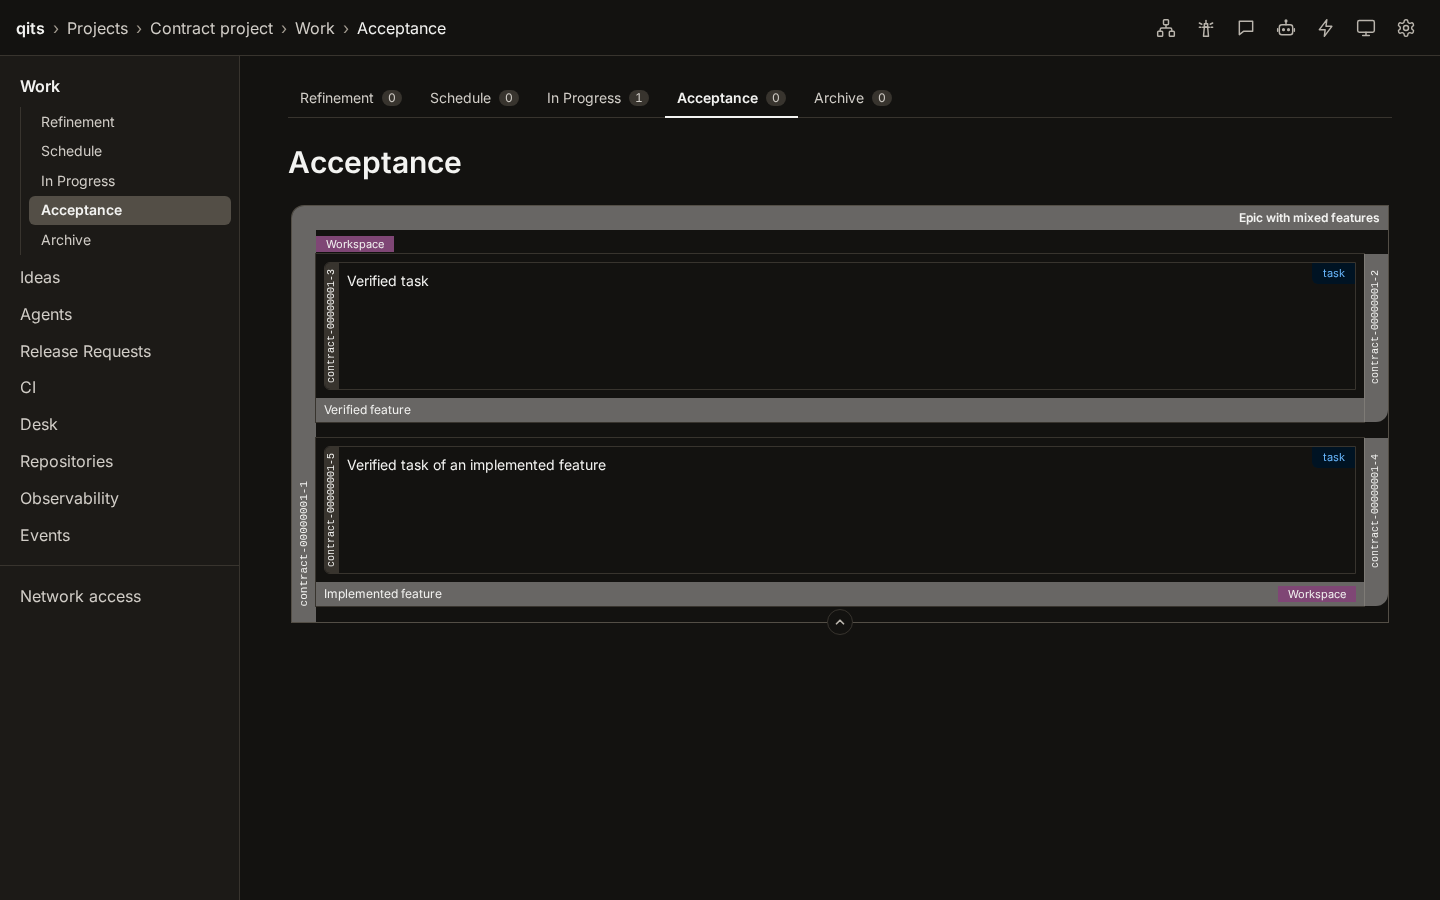 qits › Projects › Contract project › Work › Acceptance
Work
Refinement
Schedule
In Progress
Acceptance
Archive
Ideas
Agents
Release Requests
CI
Desk
Repositories
Observability
Events
Network access
Refinement 0 Schedule 0 In Progress 1 Acceptance 0 Archive 0
Acceptance
Epic with mixed features
contract-00000001-1
Workspace
contract-00000001-3
Verified task
task
contract-00000001-2
Verified feature
contract-00000001-5
Verified task of an implemented feature
task
contract-00000001-4
Implemented feature
Workspace